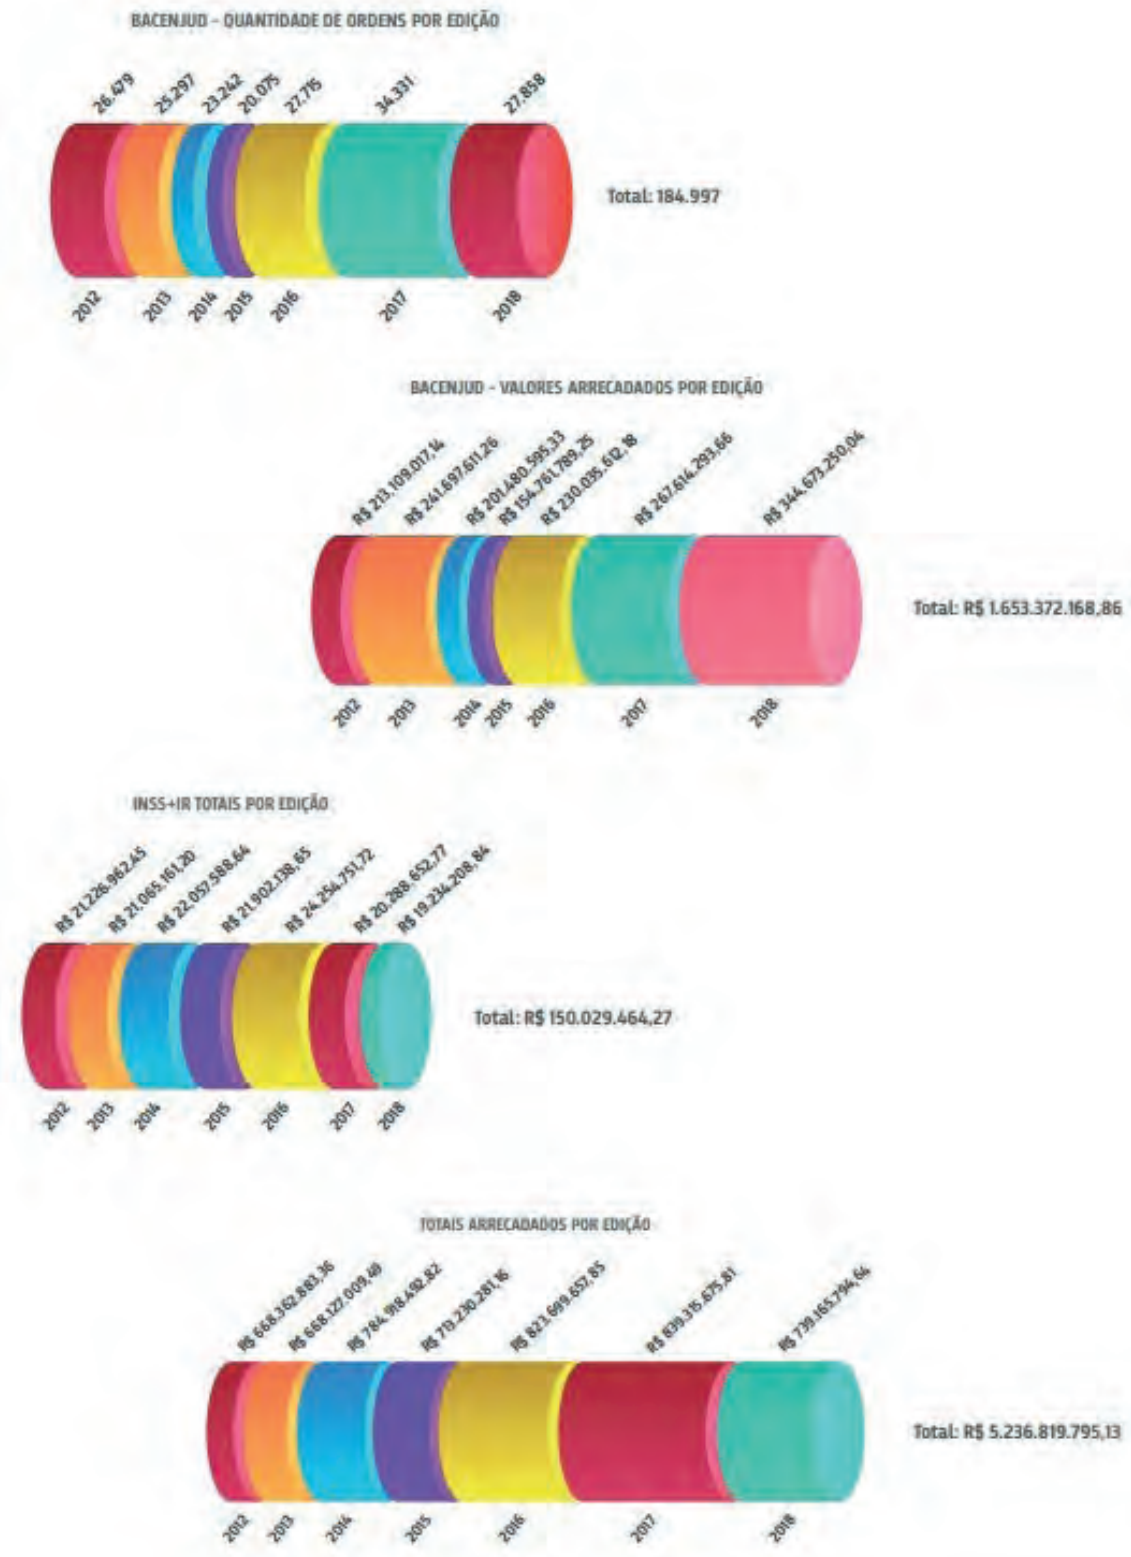 BACENJUD - QUANTIDADE DE ORDENS POR EDIÇÃO
26.479
25.297
23.242
20.075
27.715
34.331
27.858
Total: 184.997
2012
2013
2014
2015
2016
2017
2018
BACENJUD - VALORES ARRECADADOS POR EDIÇÃO
R$ 213.109.017,14
R$ 241.697.611,26
R$ 201.480.595,33
R$ 154.761.789,25
R$ 230.035.612,18
R$ 267.614.293,66
R$ 344.673.250,04
Total: R$ 1.653.372.168,86
2012
2013
2014
2015
2016
2017
2018
INSS+IR TOTAIS POR EDIÇÃO
R$ 21.226.962,45
R$ 21.065.161,20
R$ 22.057.588,64
R$ 21.902.138,65
R$ 24.254.751,72
R$ 20.288.652,77
R$ 19.234.208,84
Total: R$ 150.029.464,27
2012
2013
2014
2015
2016
2017
2018
TOTAIS ARRECADADOS POR EDIÇÃO
R$ 668.362.883,36
R$ 668.127.009,49
R$ 784.918.492,82
R$ 713.230.281,16
R$ 823.699.657,85
R$ 839.315.675,81
R$ 739.165.794,64
Total: R$ 5.236.819.795,13
2012
2013
2014
2015
2016
2017
2018